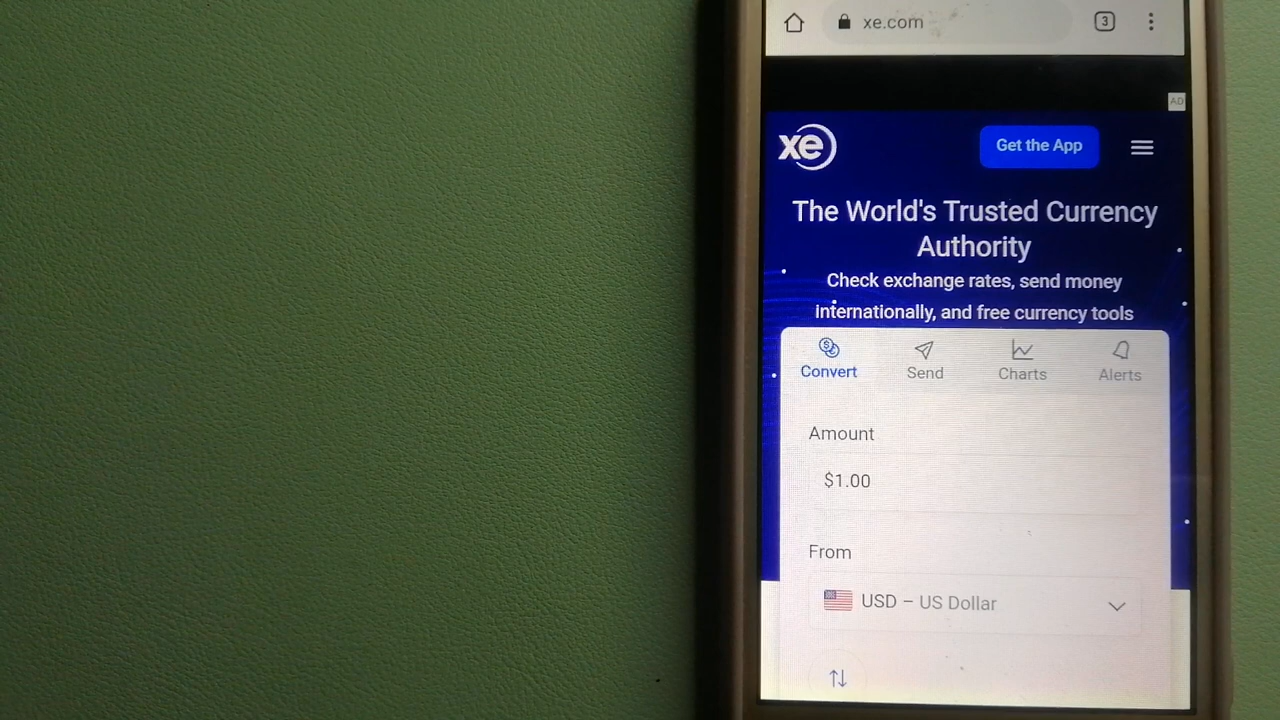 xe.com
3
AD
xe
Get the App
The World's Trusted Currency
Authority
Check exchange rates, send money
internationally, and free currency tools
Convert
Send
Charts
Alerts
Amount
$1.00
From
USD – US Dollar